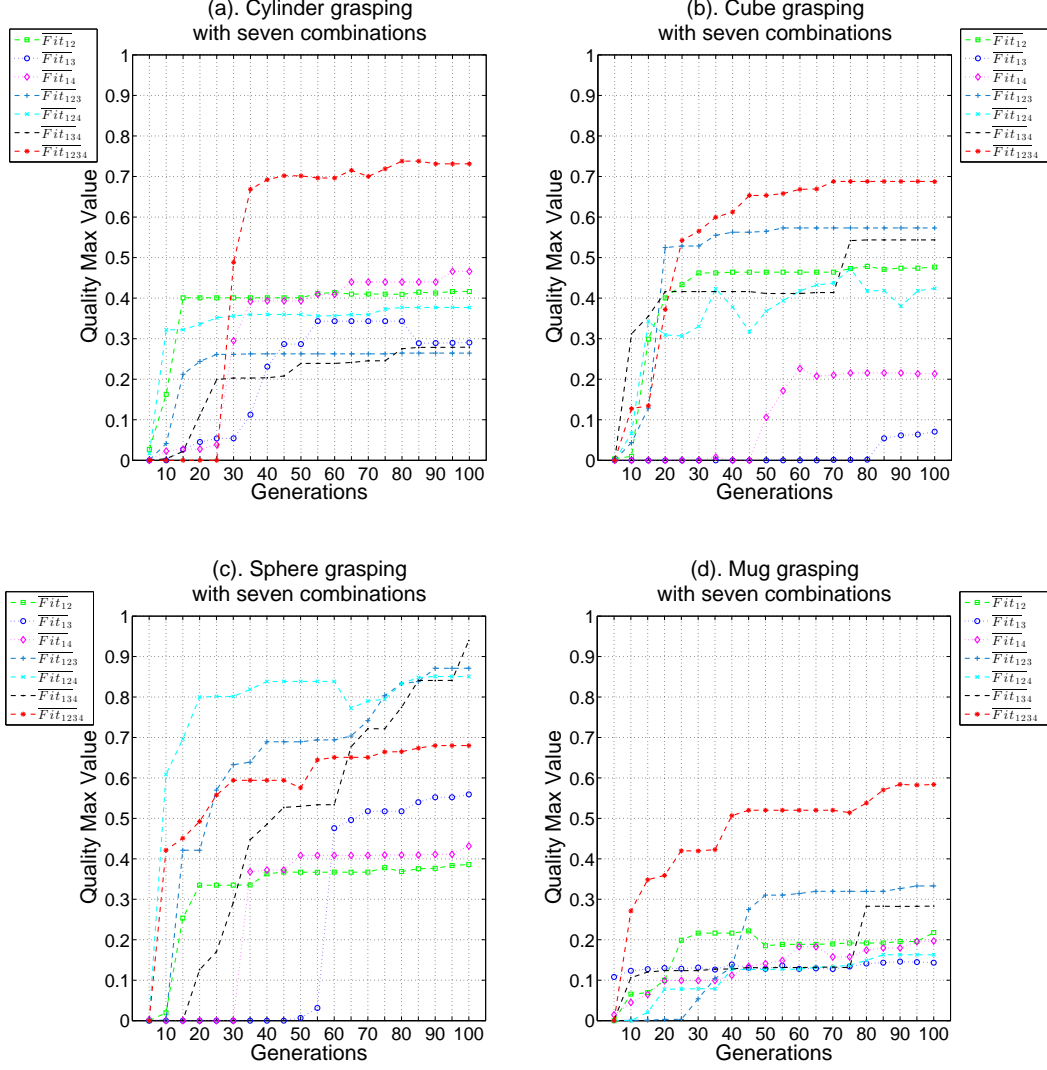 (a). Cylinder grasping
with seven combinations
Fit12
Fit13
Fit14
Fit123
Fit124
Fit134
Fit1234
1
0.9
0.8
0.7
0.6
0.5
0.4
0.3
0.2
0.1
0
Quality Max Value
10 20 30 40 50 60 70 80 90 100
Generations
(b). Cube grasping
with seven combinations
Fit12
Fit13
Fit14
Fit123
Fit124
Fit134
Fit1234
1
0.9
0.8
0.7
0.6
0.5
0.4
0.3
0.2
0.1
0
Quality Max Value
10 20 30 40 50 60 70 80 90 100
Generations
(c). Sphere grasping
with seven combinations
Fit12
Fit13
Fit14
Fit123
Fit124
Fit134
Fit1234
1
0.9
0.8
0.7
0.6
0.5
0.4
0.3
0.2
0.1
0
Quality Max Value
10 20 30 40 50 60 70 80 90 100
Generations
(d). Mug grasping
with seven combinations
Fit12
Fit13
Fit14
Fit123
Fit124
Fit134
Fit1234
1
0.9
0.8
0.7
0.6
0.5
0.4
0.3
0.2
0.1
0
Quality Max Value
10 20 30 40 50 60 70 80 90 100
Generations